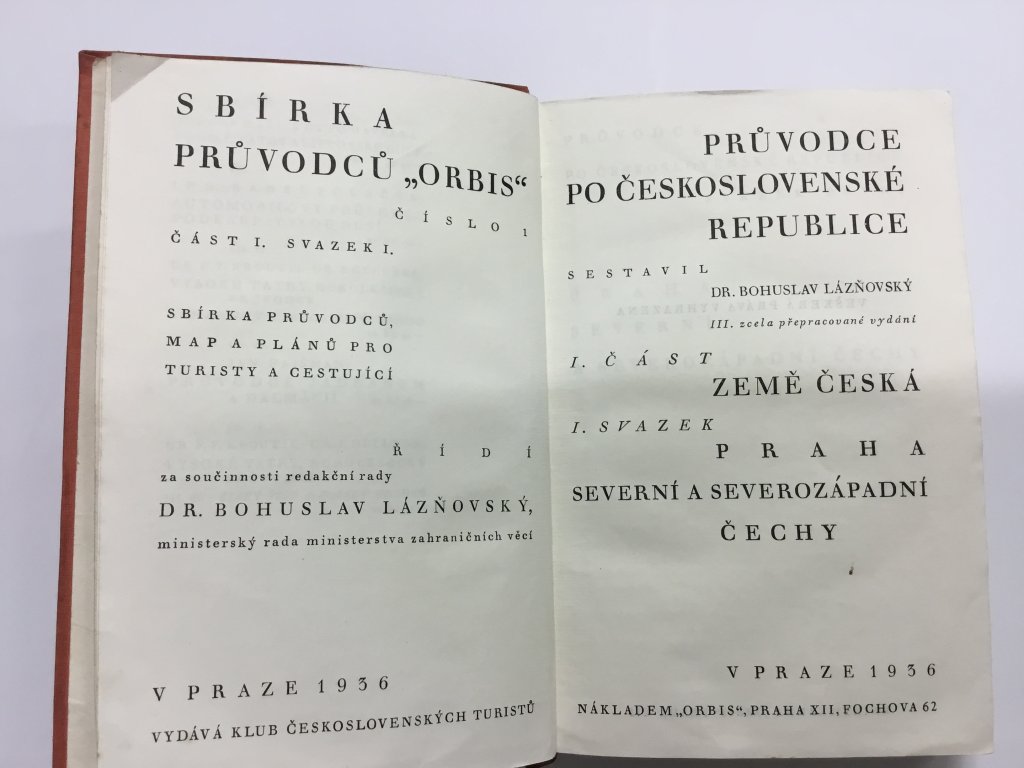 SBÍRKA
PRŮVODCŮ „ORBIS“
ČÍSLO 1
ČÁST I. SVAZEK I.
SBÍRKA PRŮVODCŮ,
MAP A PLÁNŮ PRO
TURISTY A CESTUJÍCÍ
ŘÍDÍ
za součinnosti redakční rady
DR. BOHUSLAV LÁZŇOVSKÝ,
ministerský rada ministerstva zahraničních věcí
V PRAZE 1936
VYDÁVÁ KLUB ČESKOSLOVENSKÝCH TURISTŮ
PRŮVODCE
PO ČESKOSLOVENSKÉ
REPUBLICE
SESTAVIL
DR. BOHUSLAV LÁZŇOVSKÝ
III. zcela přepracované vydání
I. ČÁST
ZEMĚ ČESKÁ
I. SVAZEK
PRAHA
SEVERNÍ A SEVEROZÁPADNÍ
ČECHY
V PRAZE 1936
NÁKLADEM „ORBIS“, PRAHA XII, FOCHOVA 62